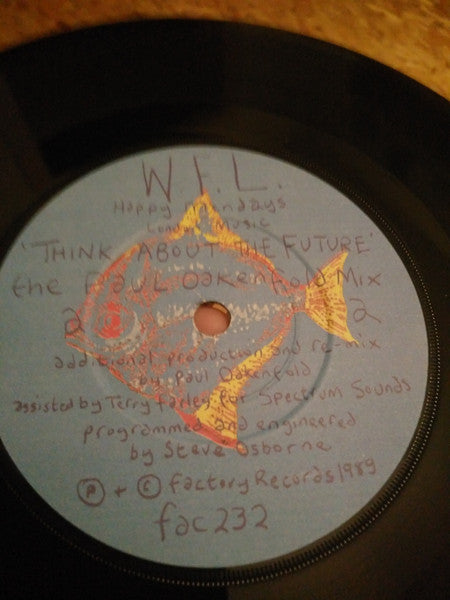 W.F.L.
Happy Mondays
London Music
'THINK ABOUT THE FUTURE'
the Paul Oakenfold Mix
2 2
additional production and re-mix
by Paul Oakenfold
assisted by Terry Farley for Spectrum Sounds
programmed and engineered
by Steve Osborne
℗ + © Factory Records 1989
fac 232